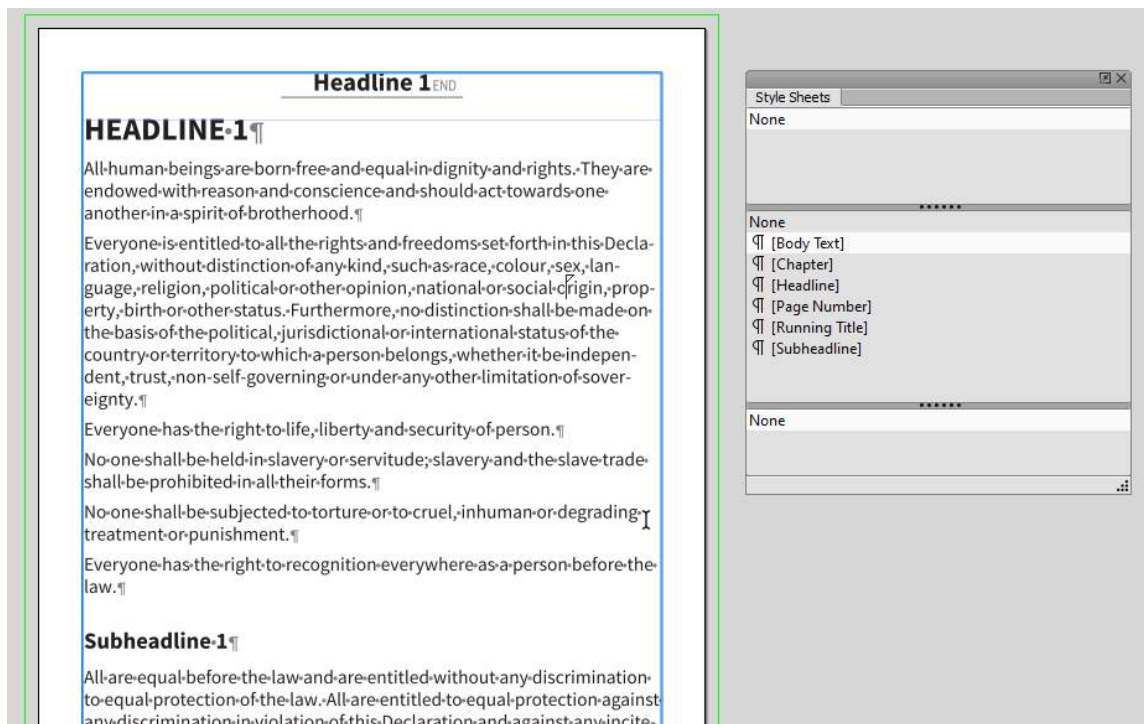 Headline 1 END
HEADLINE 1¶
All human beings are born free and equal in dignity and rights. They are
endowed with reason and conscience and should act towards one
another in a spirit of brotherhood.¶
Everyone is entitled to all the rights and freedoms set forth in this Decla-
ration, without distinction of any kind, such as race, colour, sex, lan-
guage, religion, political or other opinion, national or social origin, prop-
erty, birth or other status. Furthermore, no distinction shall be made on
the basis of the political, jurisdictional or international status of the
country or territory to which a person belongs, whether it be indepen-
dent, trust, non-self-governing or under any other limitation of sover-
eignty.¶
Everyone has the right to life, liberty and security of person.¶
No one shall be held in slavery or servitude; slavery and the slave trade
shall be prohibited in all their forms.¶
No one shall be subjected to torture or to cruel, inhuman or degrading
treatment or punishment.¶
Everyone has the right to recognition everywhere as a person before the
law.¶
Subheadline 1¶
All are equal before the law and are entitled without any discrimination
to equal protection of the law. All are entitled to equal protection against
any discrimination in violation of this Declaration and against any incite-
Style Sheets
None
None
¶ [Body Text]
¶ [Chapter]
¶ [Headline]
¶ [Page Number]
¶ [Running Title]
¶ [Subheadline]
None